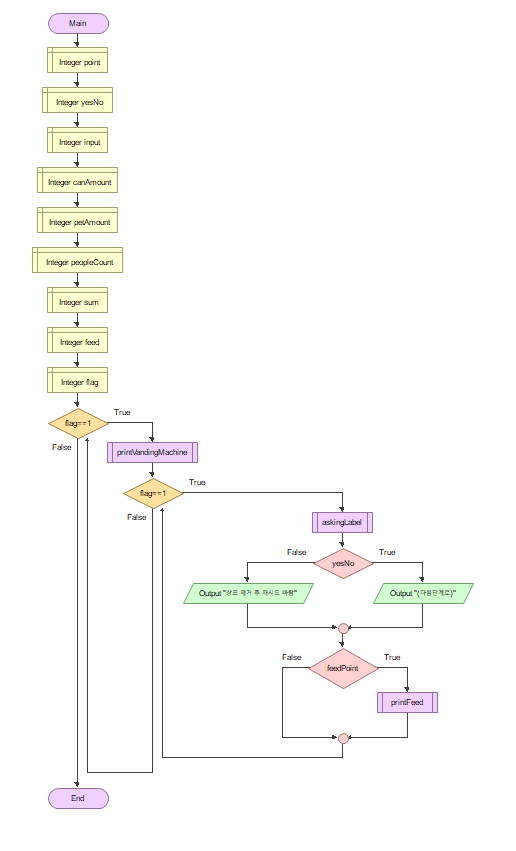 Main
Integer point
Integer yesNo
Integer input
Integer canAmount
Integer petAmount
Integer peopleCount
Integer sum
Integer feed
Integer flag
flag==1
True
False
printVandingMachine
flag==1
True
False
askingLabel
yesNo
False
True
Output "상표 제거 후 재시도 바람"
Output "(다음단계로)"
feedPoint
False
True
printFeed
End